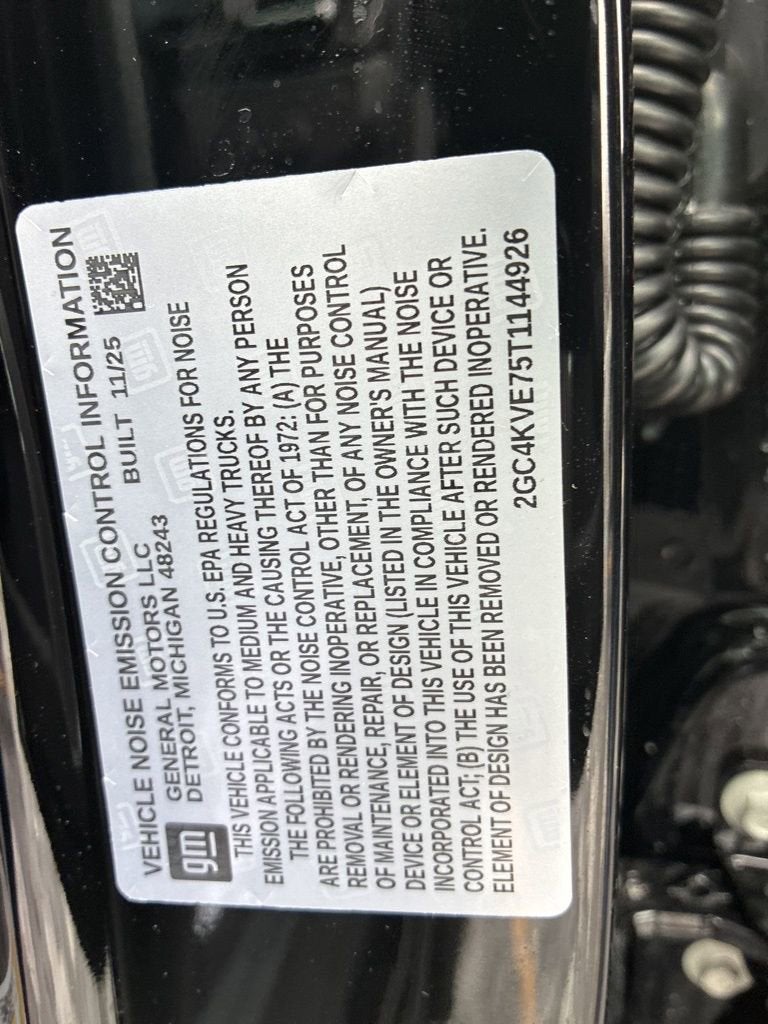 VEHICLE NOISE EMISSION CONTROL INFORMATION
GENERAL MOTORS LLC
BUILT 11/25
DETROIT, MICHIGAN 48243
gm
THIS VEHICLE CONFORMS TO U.S. EPA REGULATIONS FOR NOISE
EMISSION APPLICABLE TO MEDIUM AND HEAVY TRUCKS.
THE FOLLOWING ACTS OR THE CAUSING THEREOF BY ANY PERSON
ARE PROHIBITED BY THE NOISE CONTROL ACT OF 1972: (A) THE
REMOVAL OR RENDERING INOPERATIVE, OTHER THAN FOR PURPOSES
OF MAINTENANCE, REPAIR, OR REPLACEMENT, OF ANY NOISE CONTROL
DEVICE OR ELEMENT OF DESIGN (LISTED IN THE OWNER'S MANUAL)
INCORPORATED INTO THIS VEHICLE IN COMPLIANCE WITH THE NOISE
CONTROL ACT; (B) THE USE OF THIS VEHICLE AFTER SUCH DEVICE OR
ELEMENT OF DESIGN HAS BEEN REMOVED OR RENDERED INOPERATIVE.
2GC4KVE75T1144926